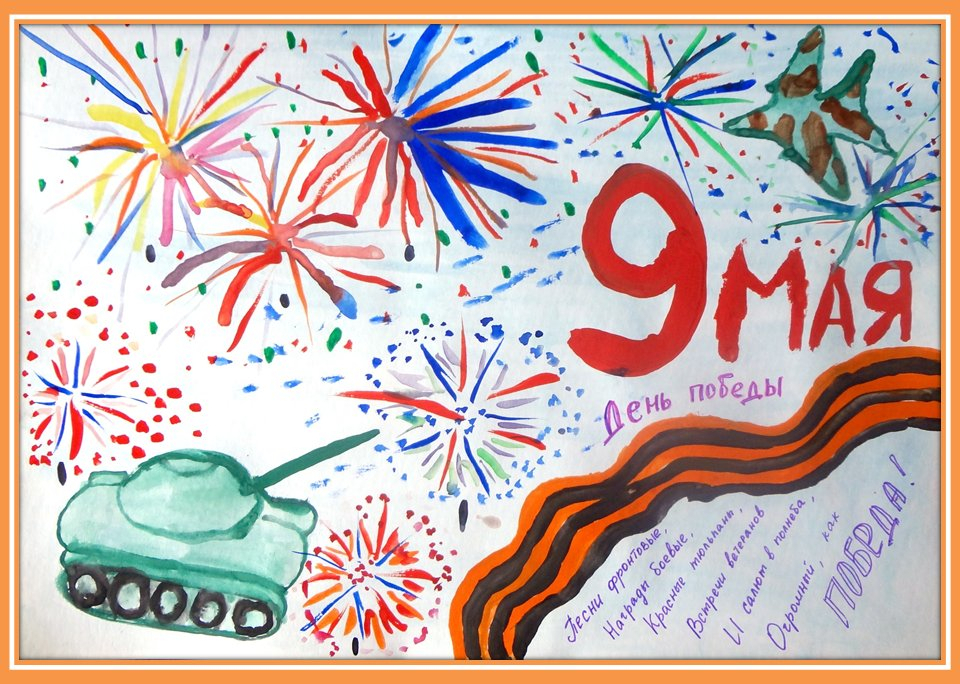 9 МАЯ
День победы
Песни фронтовые,
Награды боевые,
Красные тюльпаны,
Встречи ветеранов
И салют в полнеба,
Огромный, как
ПОБЕДА!